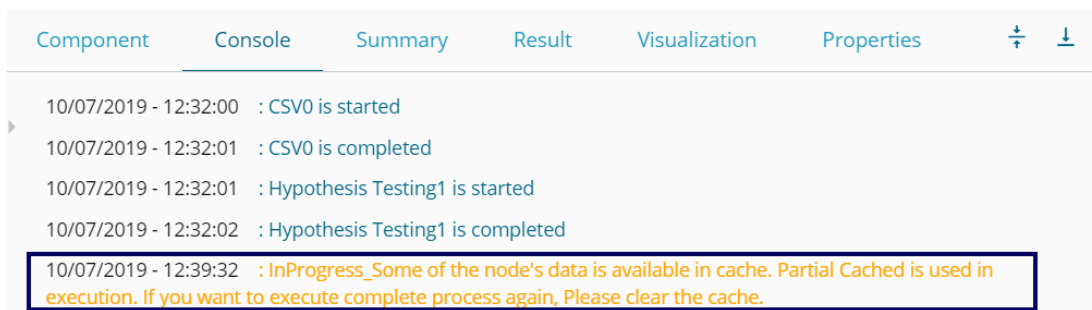 Component Console Summary Result Visualization Properties
10/07/2019 - 12:32:00 : CSV0 is started
10/07/2019 - 12:32:01 : CSV0 is completed
10/07/2019 - 12:32:01 : Hypothesis Testing1 is started
10/07/2019 - 12:32:02 : Hypothesis Testing1 is completed
10/07/2019 - 12:39:32 : InProgress_Some of the node's data is available in cache. Partial Cached is used in
execution. If you want to execute complete process again, Please clear the cache.